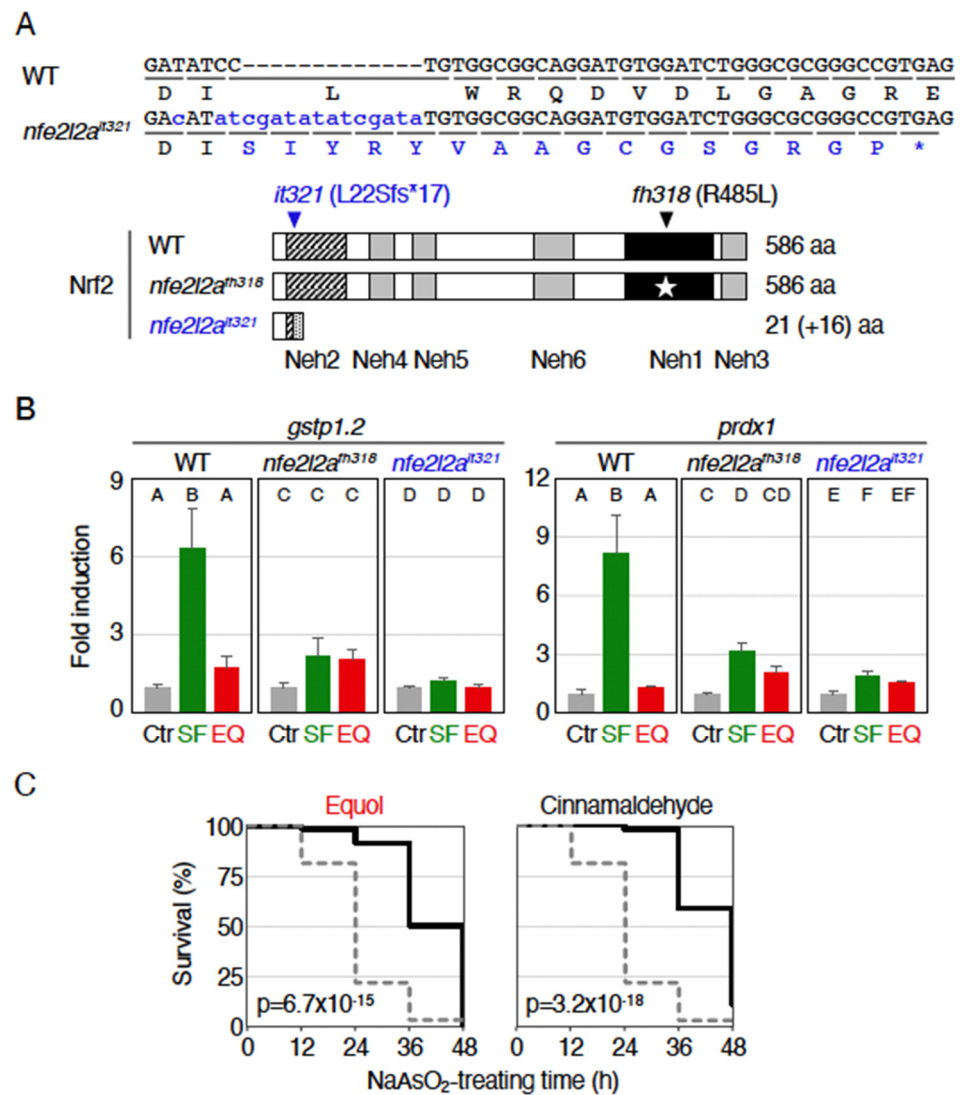 A
WT GATATCC-------------TGTGGCGGCAGGATGTGGATCTGGGCGCGGGCCGTGAG
D I L W R Q D V D L G A G R E
nfe2l2a^it321 GAcATatcgatatatcgataTGTGGCGGCAGGATGTGGATCTGGGCGCGGGCCGTGAG
D I S I Y R Y V A A G C G S G R G P *
it321 (L22Sfs*17) fh318 (R485L)
WT 586 aa
Nrf2 nfe2l2a^fh318 586 aa
nfe2l2a^it321 21 (+16) aa
Neh2 Neh4 Neh5 Neh6 Neh1 Neh3
B
gstp1.2 prdx1
WT nfe2l2a^fh318 nfe2l2a^it321 WT nfe2l2a^fh318 nfe2l2a^it321
9 A B A C C C D D D 12 A B A C D CD E F EF
9
6
6
3
3
0 0
Fold induction
Ctr SF EQ Ctr SF EQ Ctr SF EQ Ctr SF EQ Ctr SF EQ Ctr SF EQ
C
Equol Cinnamaldehyde
100
75
50
25
0
Survival (%)
p=6.7x10^-15 p=3.2x10^-18
0 12 24 36 48 0 12 24 36 48
NaAsO₂-treating time (h)